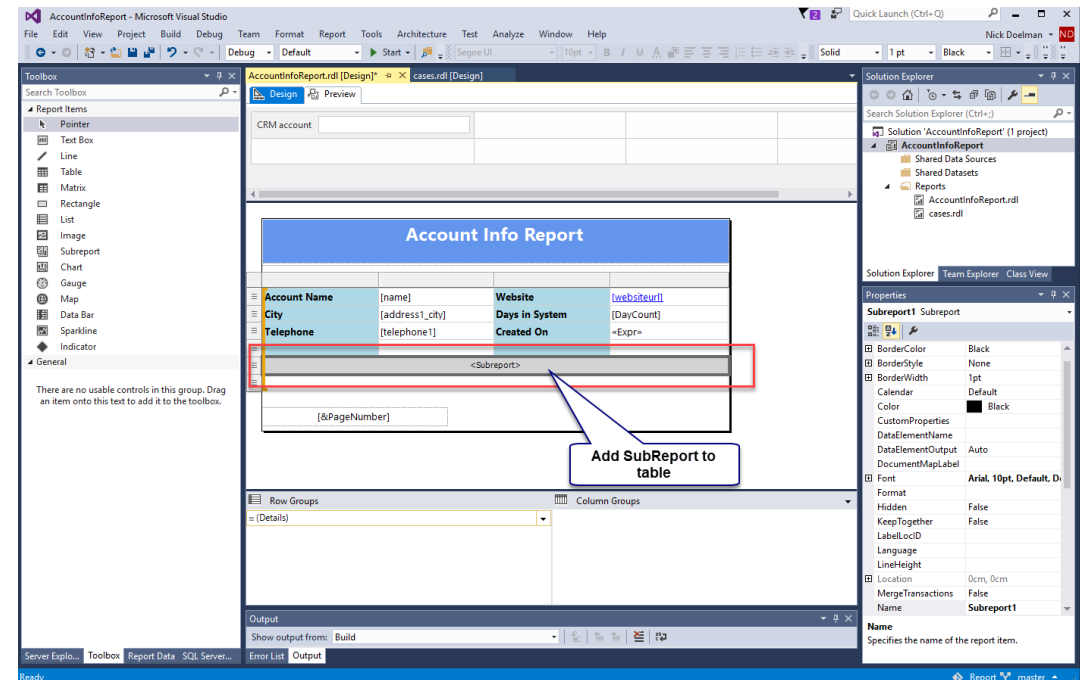 AccountInfoReport - Microsoft Visual Studio
2
Quick Launch (Ctrl+Q)
File Edit View Project Build Debug Team Format Report Tools Architecture Test Analyze Window Help
Nick Doelman ND
Debug Default Start Segoe UI 10pt B I U A Solid 1 pt Black
Toolbox
Search Toolbox
Report Items
Pointer
Text Box
Line
Table
Matrix
Rectangle
List
Image
Subreport
Chart
Gauge
Map
Data Bar
Sparkline
Indicator
General
There are no usable controls in this group. Drag
an item onto this text to add it to the toolbox.
Server Explo... Toolbox Report Data SQL Server...
AccountInfoReport.rdl [Design]* cases.rdl [Design]
Design Preview
CRM account
Account Info Report
Account Name [name] Website [websiteurl]
City [address1_city] Days in System [DayCount]
Telephone [telephone1] Created On «Expr»
<Subreport>
[&PageNumber]
Add SubReport to
table
Row Groups Column Groups
(Details)
Output
Show output from: Build
Error List Output
Solution Explorer
Search Solution Explorer (Ctrl+;)
Solution 'AccountInfoReport' (1 project)
AccountInfoReport
Shared Data Sources
Shared Datasets
Reports
AccountInfoReport.rdl
cases.rdl
Solution Explorer Team Explorer Class View
Properties
Subreport1 Subreport
BorderColor Black
BorderStyle None
BorderWidth 1pt
Calendar Default
Color Black
CustomProperties
DataElementName
DataElementOutput Auto
DocumentMapLabel
Font Arial, 10pt, Default, D
Format
Hidden False
KeepTogether False
LabelLocID
Language
LineHeight
Location 0cm, 0cm
MergeTransactions False
Name Subreport1
Name
Specifies the name of the report item.
Ready
Report master